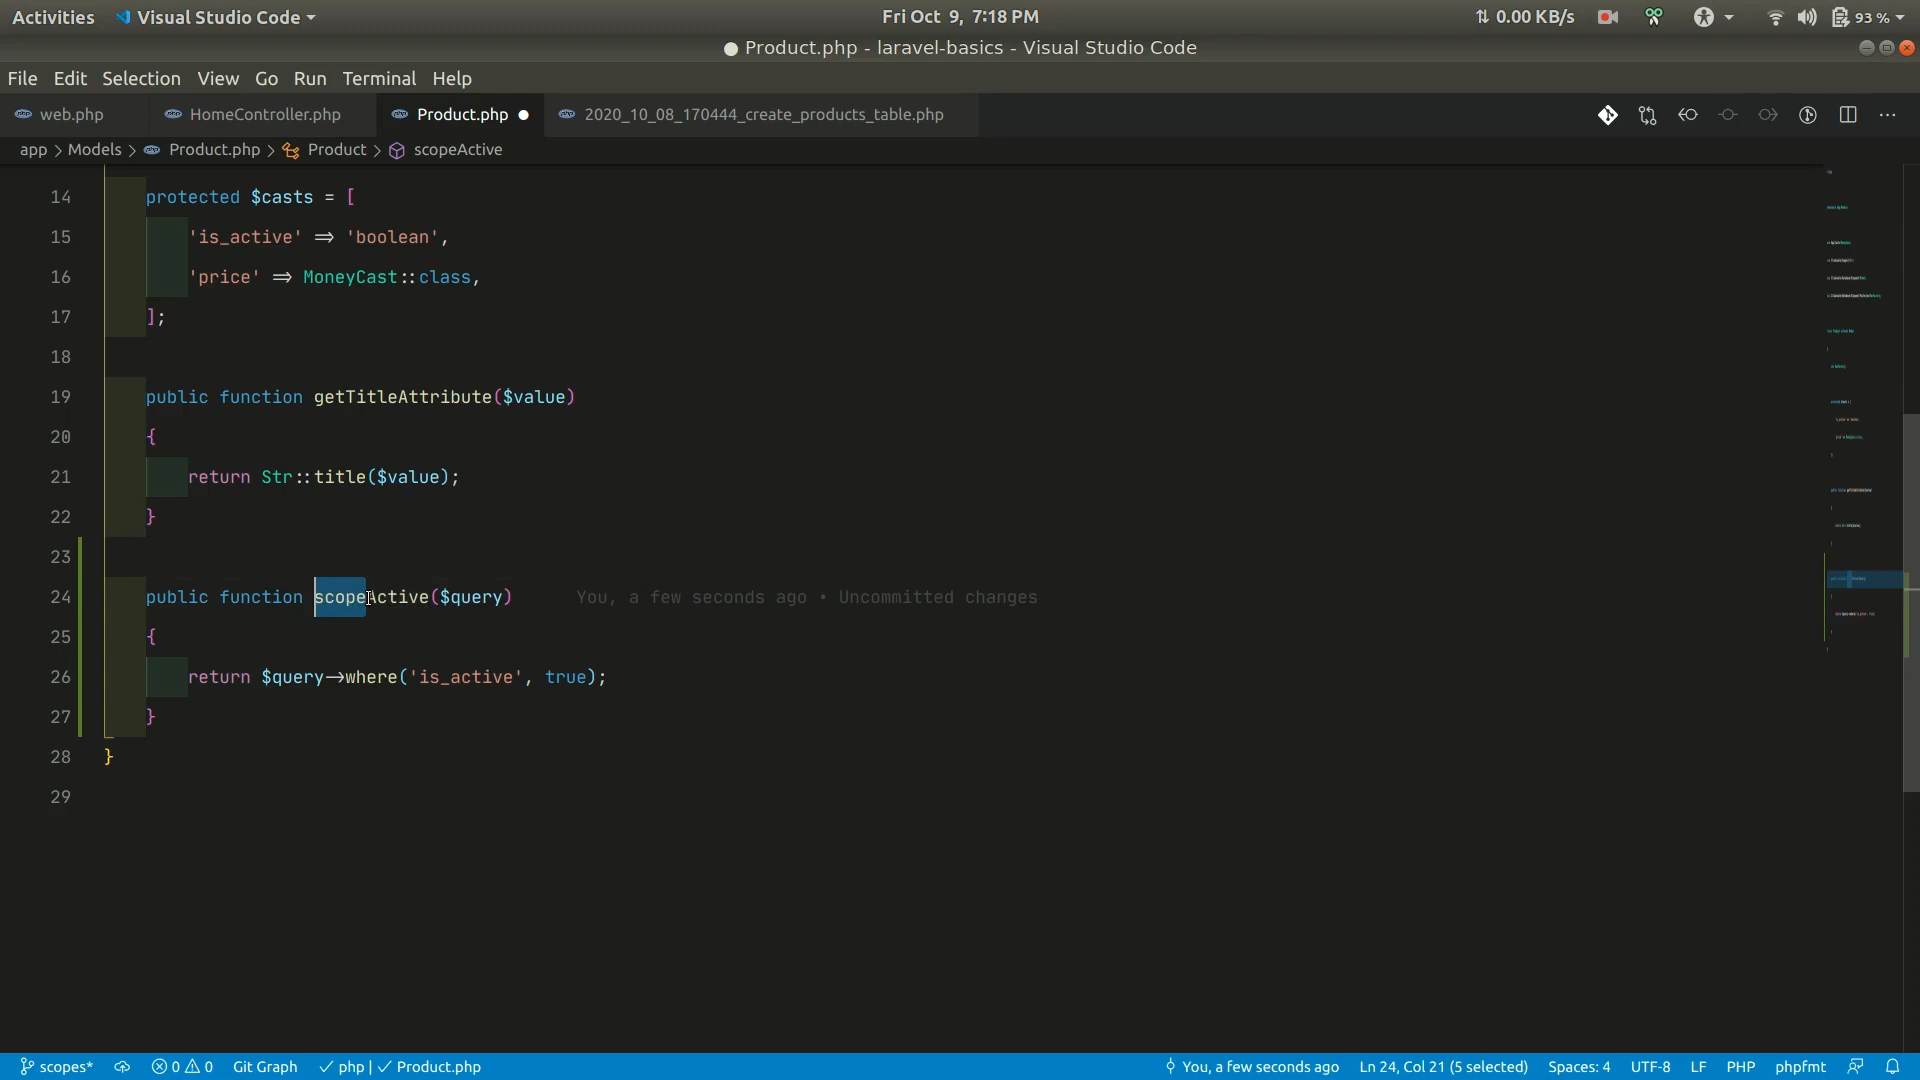 Activities Visual Studio Code Fri Oct 9, 7:18 PM 0.00 KB/s 93 %
● Product.php - laravel-basics - Visual Studio Code
File Edit Selection View Go Run Terminal Help
web.php HomeController.php Product.php ● 2020_10_08_170444_create_products_table.php
app > Models > Product.php > Product > scopeActive
14 protected $casts = [
15 'is_active' => 'boolean',
16 'price' => MoneyCast::class,
17 ];
18
19 public function getTitleAttribute($value)
20 {
21 return Str::title($value);
22 }
23
24 public function scopeActive($query) You, a few seconds ago • Uncommitted changes
25 {
26 return $query->where('is_active', true);
27 }
28 }
29
scopes* 0 0 Git Graph ✓ php | ✓ Product.php You, a few seconds ago Ln 24, Col 21 (5 selected) Spaces: 4 UTF-8 LF PHP phpfmt